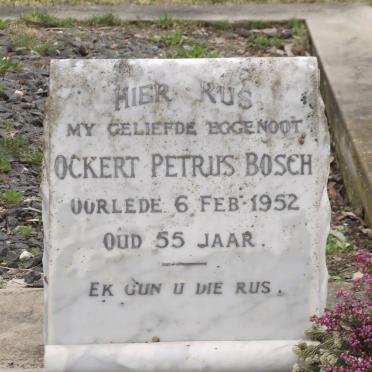 HIER RUS
MY GELIEFDE EGGENOOT
OCKERT PETRUS BOSCH
OORLEDE 6 FEB. 1952
OUD 55 JAAR.
EK GUN U DIE RUS.